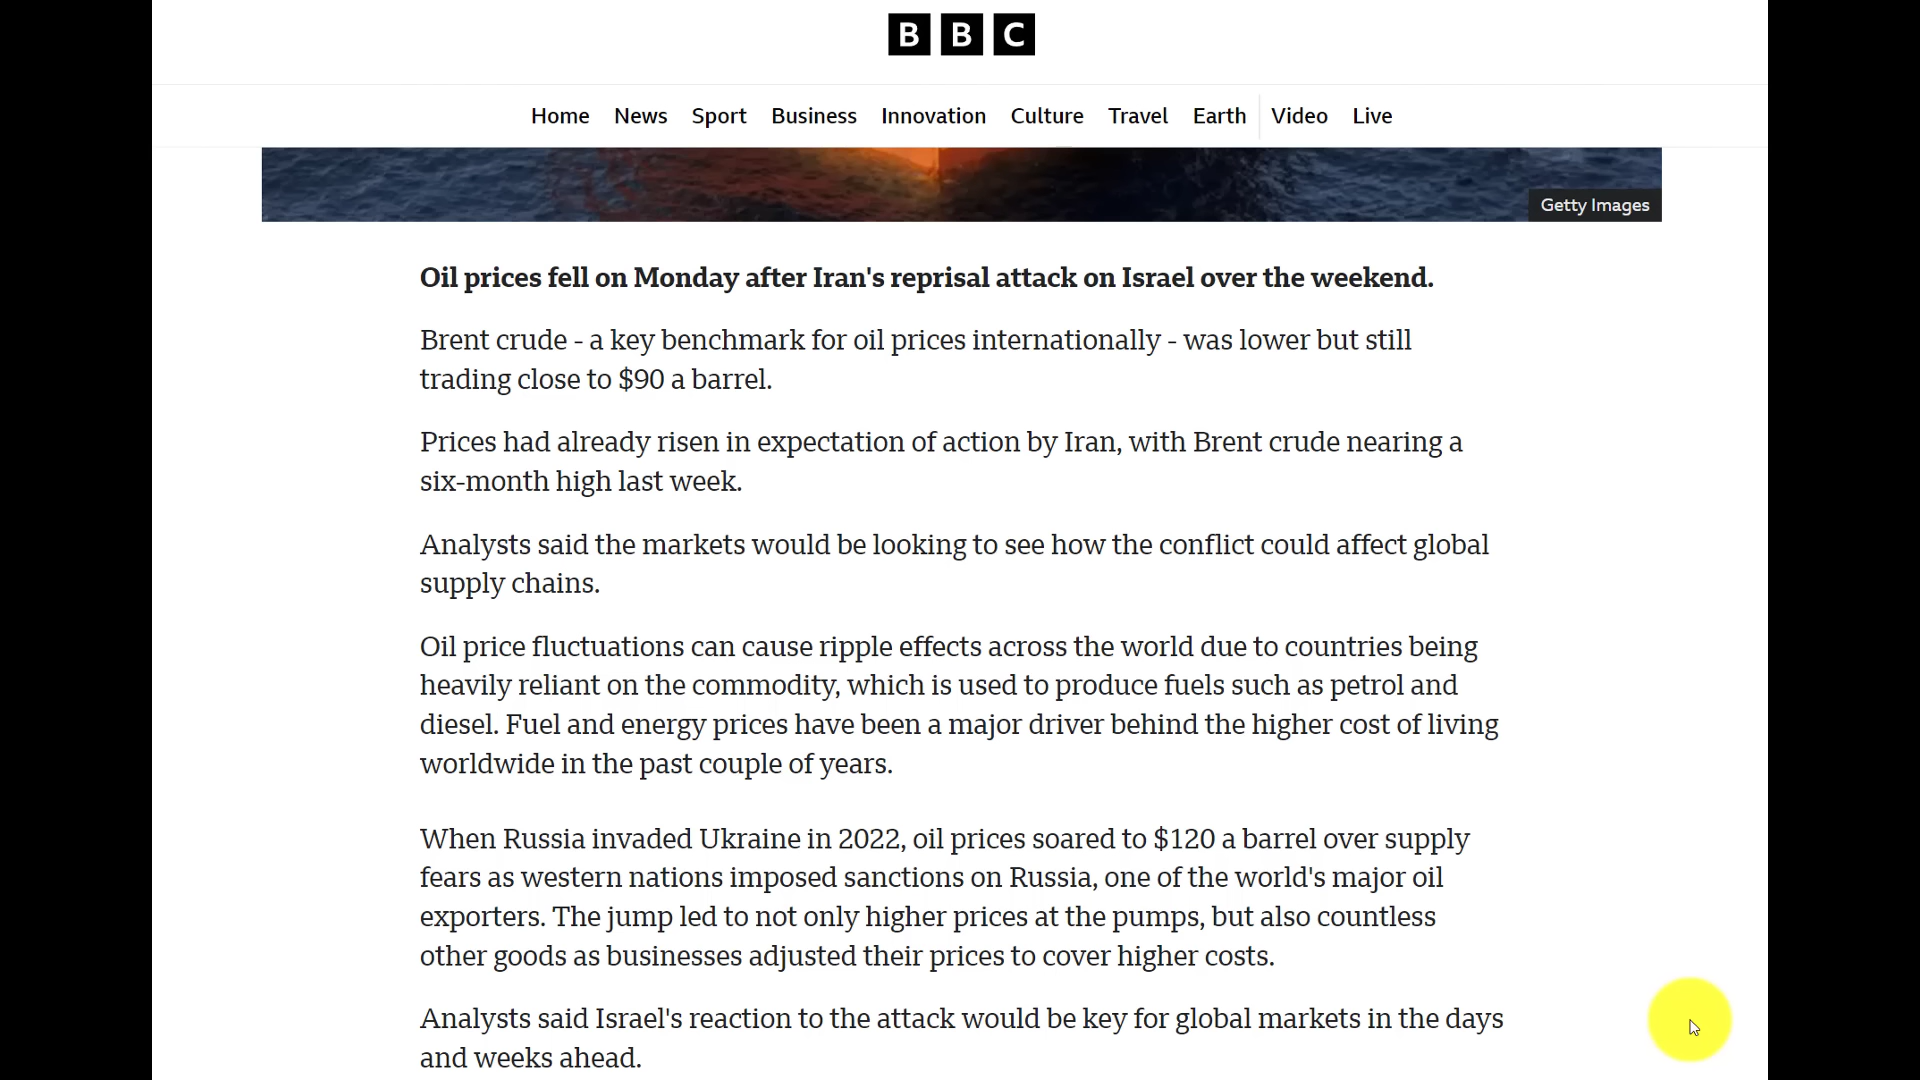 BBC
Home News Sport Business Innovation Culture Travel Earth Video Live
Getty Images
Oil prices fell on Monday after Iran's reprisal attack on Israel over the weekend.
Brent crude - a key benchmark for oil prices internationally - was lower but still
trading close to $90 a barrel.
Prices had already risen in expectation of action by Iran, with Brent crude nearing a
six-month high last week.
Analysts said the markets would be looking to see how the conflict could affect global
supply chains.
Oil price fluctuations can cause ripple effects across the world due to countries being
heavily reliant on the commodity, which is used to produce fuels such as petrol and
diesel. Fuel and energy prices have been a major driver behind the higher cost of living
worldwide in the past couple of years.
When Russia invaded Ukraine in 2022, oil prices soared to $120 a barrel over supply
fears as western nations imposed sanctions on Russia, one of the world's major oil
exporters. The jump led to not only higher prices at the pumps, but also countless
other goods as businesses adjusted their prices to cover higher costs.
Analysts said Israel's reaction to the attack would be key for global markets in the days
and weeks ahead.